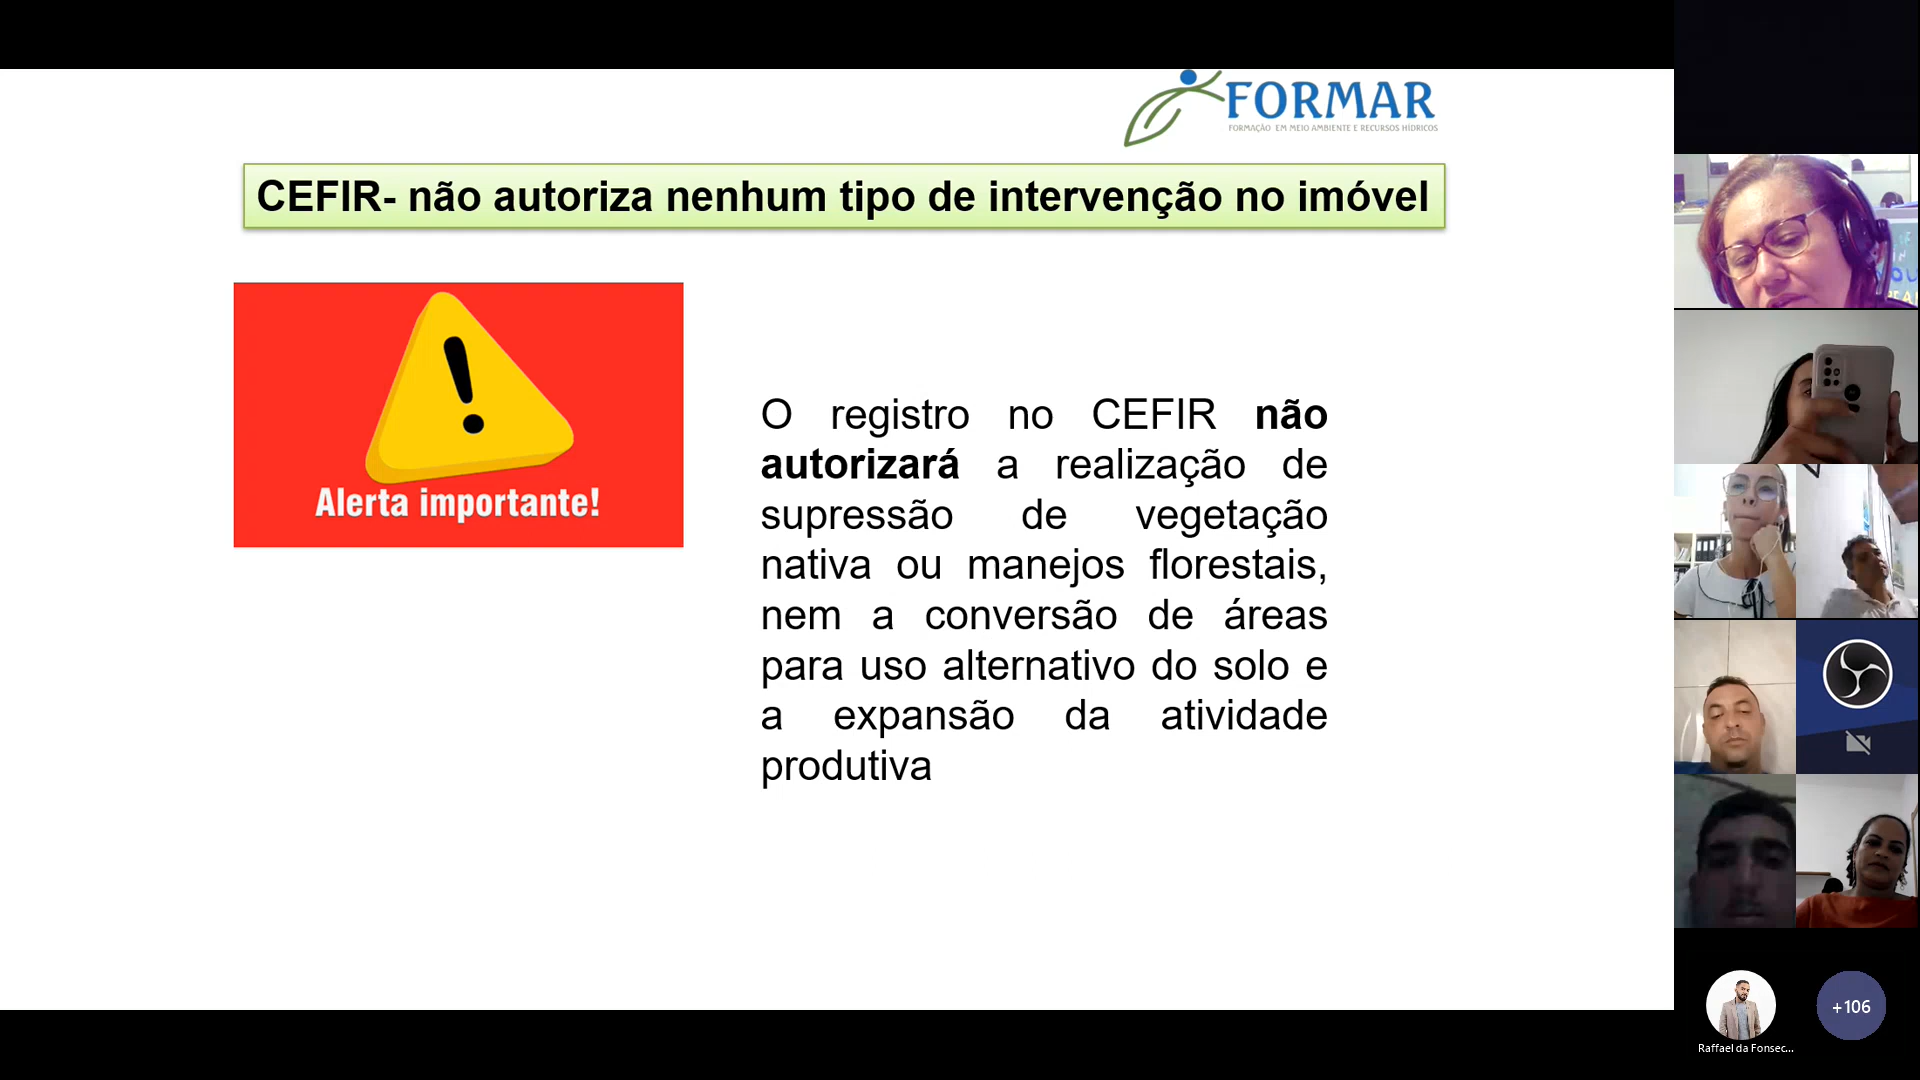 FORMAR
FORMAÇÃO EM MEIO AMBIENTE E RECURSOS HÍDRICOS
CEFIR- não autoriza nenhum tipo de intervenção no imóvel
Alerta importante!
O registro no CEFIR não
autorizará a realização de
supressão de vegetação
nativa ou manejos florestais,
nem a conversão de áreas
para uso alternativo do solo e
a expansão da atividade
produtiva
+106
Raffael da Fonsec...